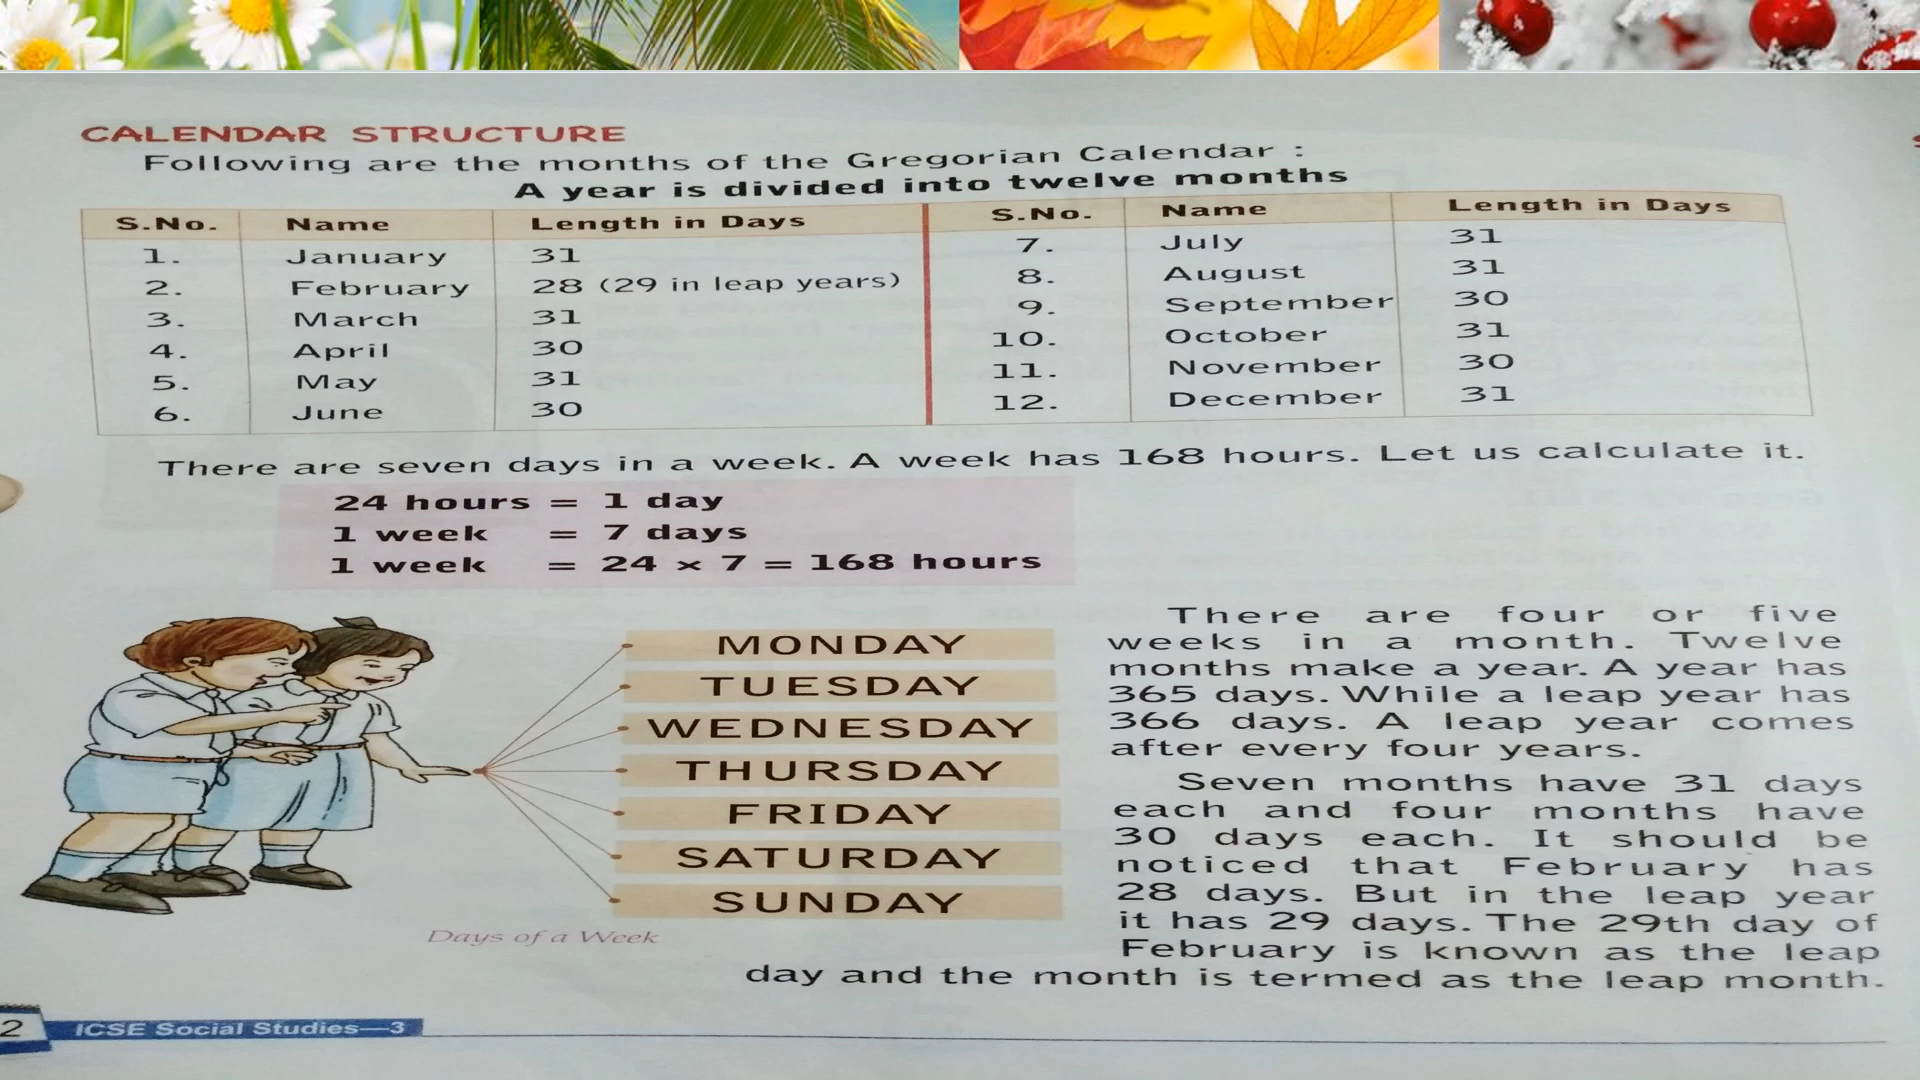 CALENDAR STRUCTURE
Following are the months of the Gregorian Calendar :
A year is divided into twelve months
S.No. Name Length in Days S.No. Name Length in Days
1. January 31 7. July 31
2. February 28 (29 in leap years) 8. August 31
3. March 31 9. September 30
4. April 30 10. October 31
5. May 31 11. November 30
6. June 30 12. December 31
There are seven days in a week. A week has 168 hours. Let us calculate it.
24 hours = 1 day
1 week = 7 days
1 week = 24 × 7 = 168 hours
MONDAY
TUESDAY
WEDNESDAY
THURSDAY
FRIDAY
SATURDAY
SUNDAY
Days of a Week
There are four or five
weeks in a month. Twelve
months make a year. A year has
365 days. While a leap year has
366 days. A leap year comes
after every four years.
Seven months have 31 days
each and four months have
30 days each. It should be
noticed that February has
28 days. But in the leap year
it has 29 days. The 29th day of
February is known as the leap
day and the month is termed as the leap month.
2 ICSE Social Studies—3